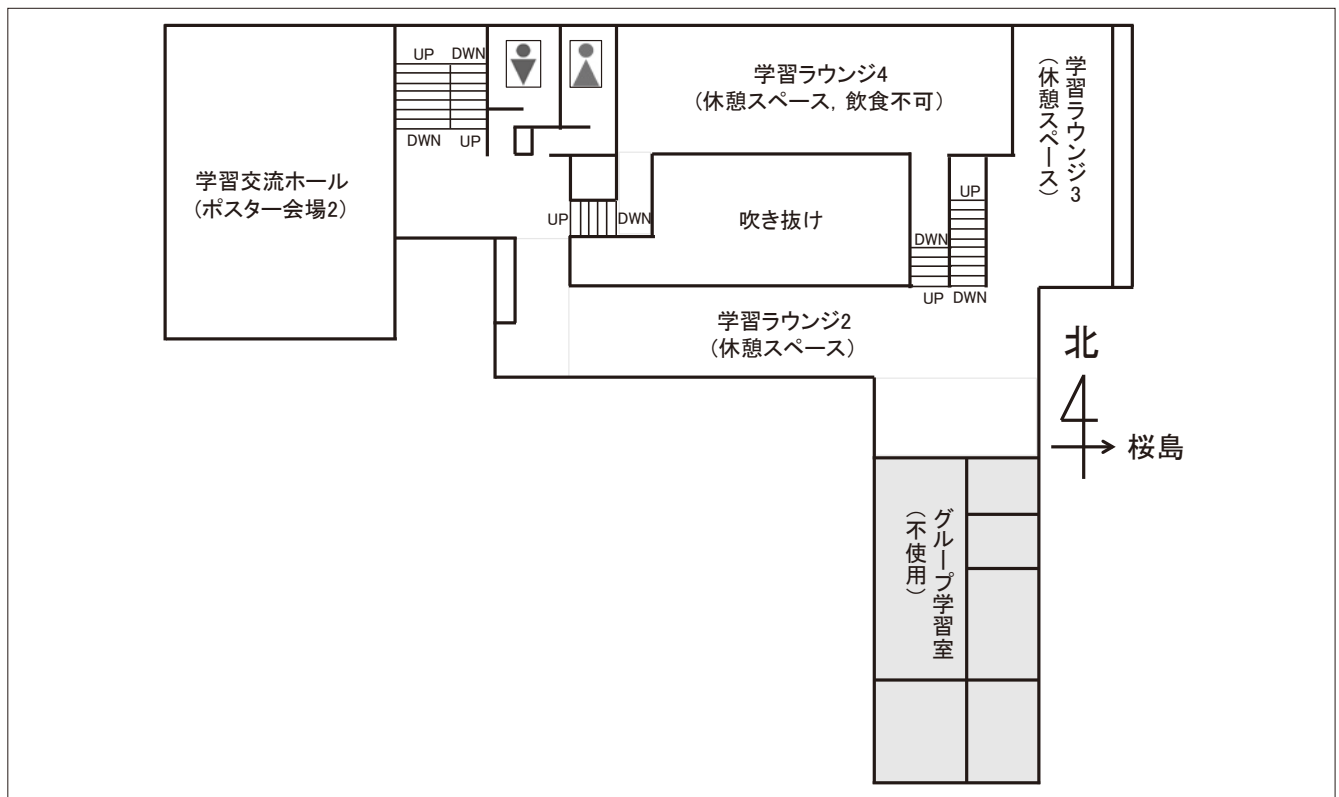 UP DWN
DWN UP
学習交流ホール
（ポスター会場2）
学習ラウンジ4
（休憩スペース，飲食不可）
学習ラウンジ3
（休憩スペース）
UP
DWN
吹き抜け
UP
DWN
UP DWN
学習ラウンジ2
（休憩スペース）
北
桜島
グループ学習室
（不使用）